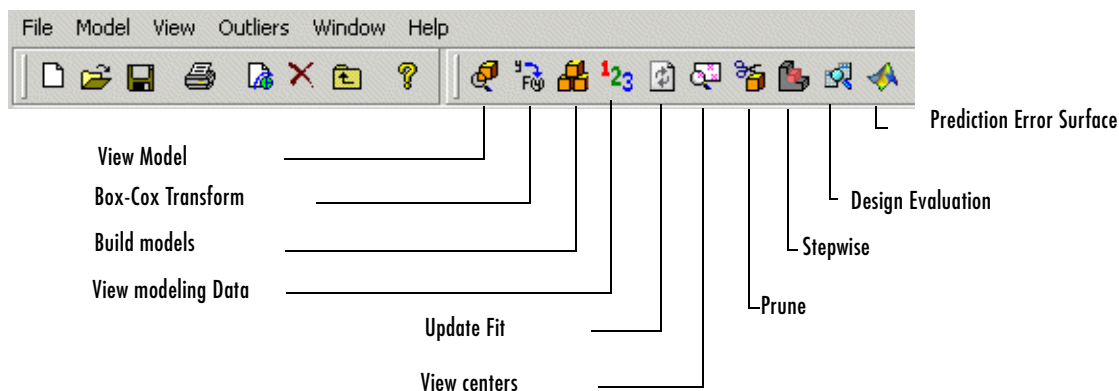 File Model View Outliers Window Help
y
F(y)
123
Prediction Error Surface
View Model
Box-Cox Transform
Design Evaluation
Build models
Stepwise
View modeling Data
Prune
Update Fit
View centers